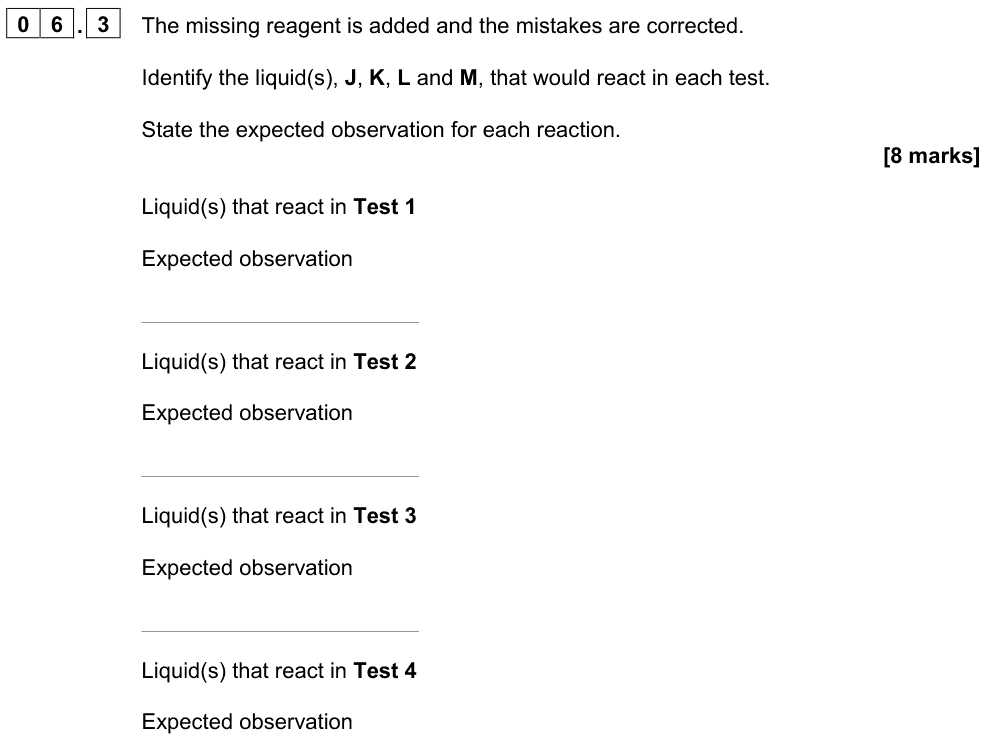 06.3 The missing reagent is added and the mistakes are corrected.
Identify the liquid(s), J, K, L and M, that would react in each test.
State the expected observation for each reaction.
[8 marks]
Liquid(s) that react in Test 1
Expected observation
Liquid(s) that react in Test 2
Expected observation
Liquid(s) that react in Test 3
Expected observation
Liquid(s) that react in Test 4
Expected observation